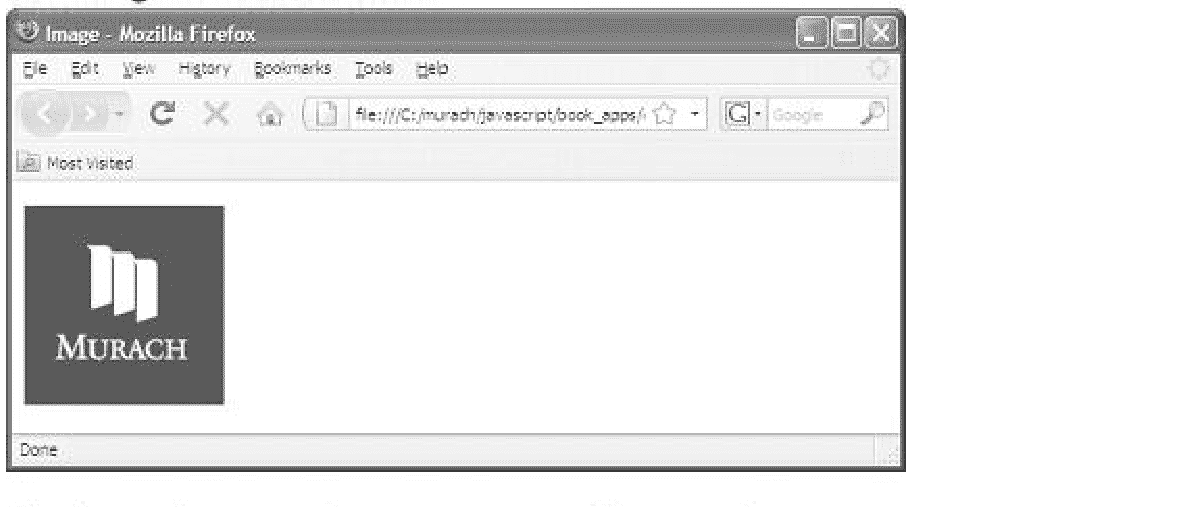 Image - Mozilla Firefox
File Edit View History Bookmarks Tools Help
file:///C:/murach/javascript/book_apps/ G Google
Most Visited
MURACH
Done